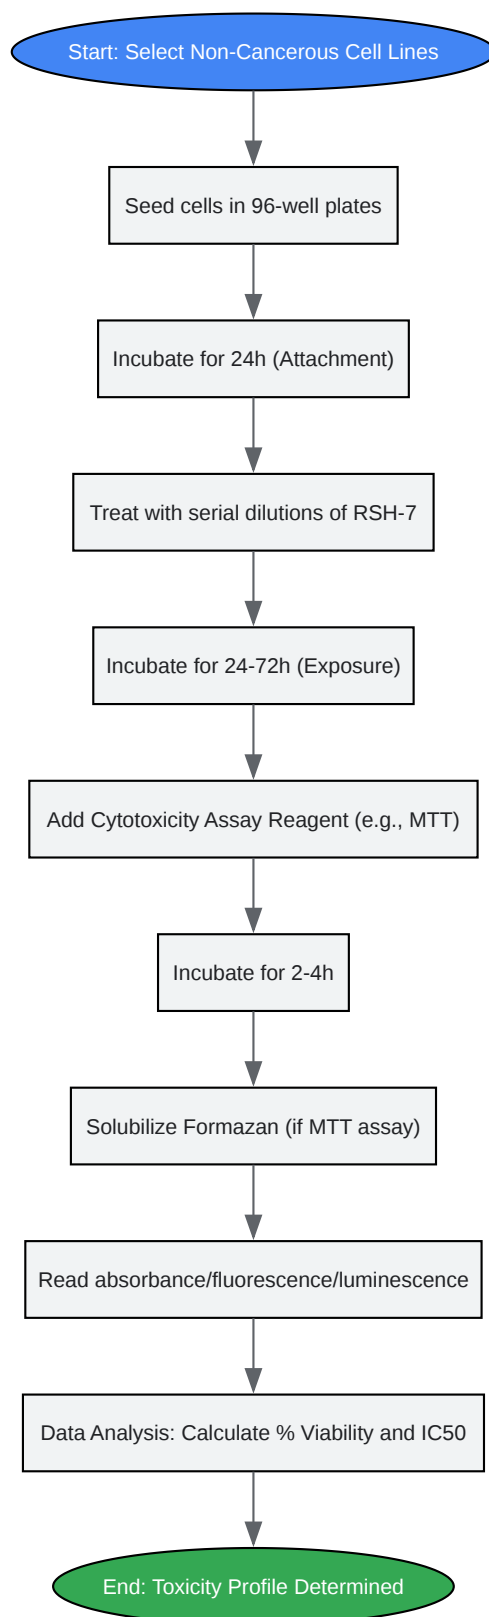 Start: Select Non-Cancerous Cell Lines
Seed cells in 96-well plates
Incubate for 24h (Attachment)
Treat with serial dilutions of RSH-7
Incubate for 24-72h (Exposure)
Add Cytotoxicity Assay Reagent (e.g., MTT)
Incubate for 2-4h
Solubilize Formazan (if MTT assay)
Read absorbance/fluorescence/luminescence
Data Analysis: Calculate % Viability and IC50
End: Toxicity Profile Determined